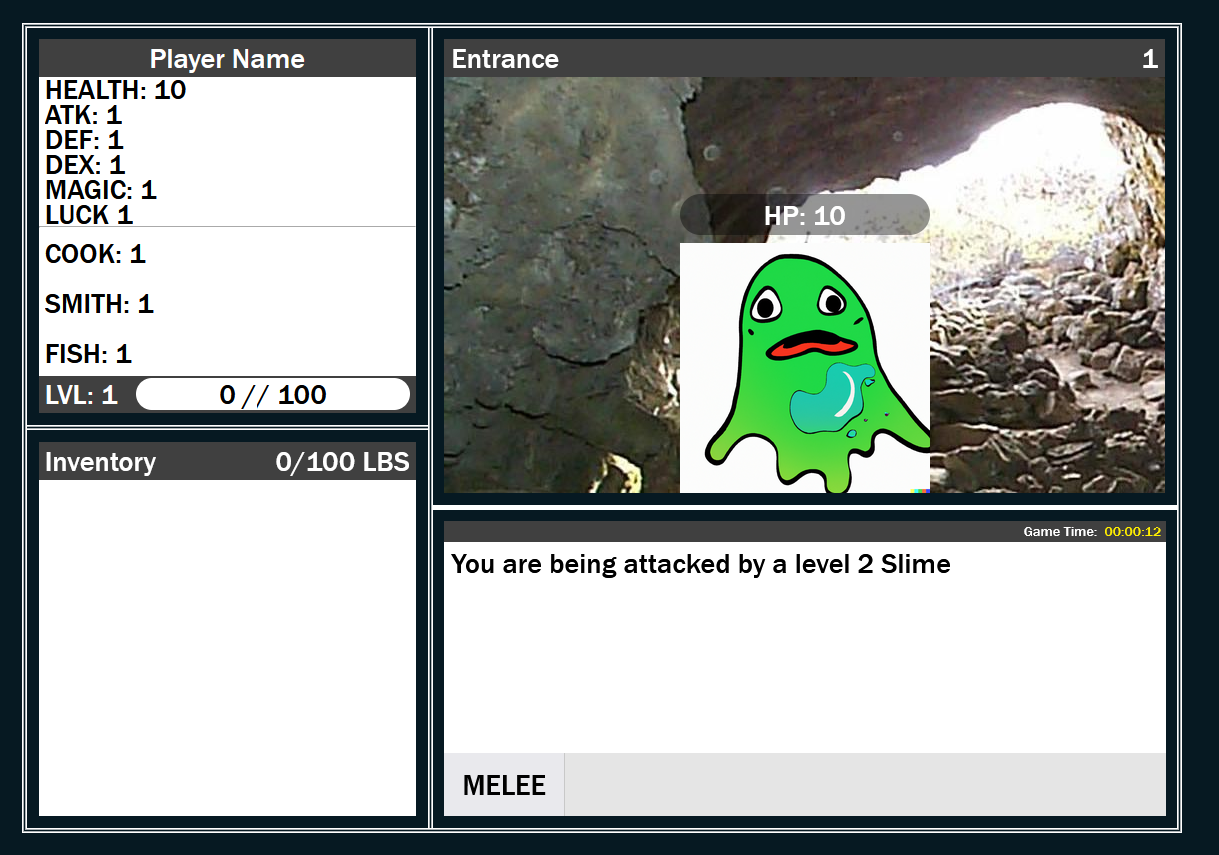 Player Name
HEALTH: 10
ATK: 1
DEF: 1
DEX: 1
MAGIC: 1
LUCK 1
COOK: 1
SMITH: 1
FISH: 1
LVL: 1 0 // 100
Inventory 0/100 LBS
Entrance 1
HP: 10
Game Time: 00:00:12
You are being attacked by a level 2 Slime
MELEE